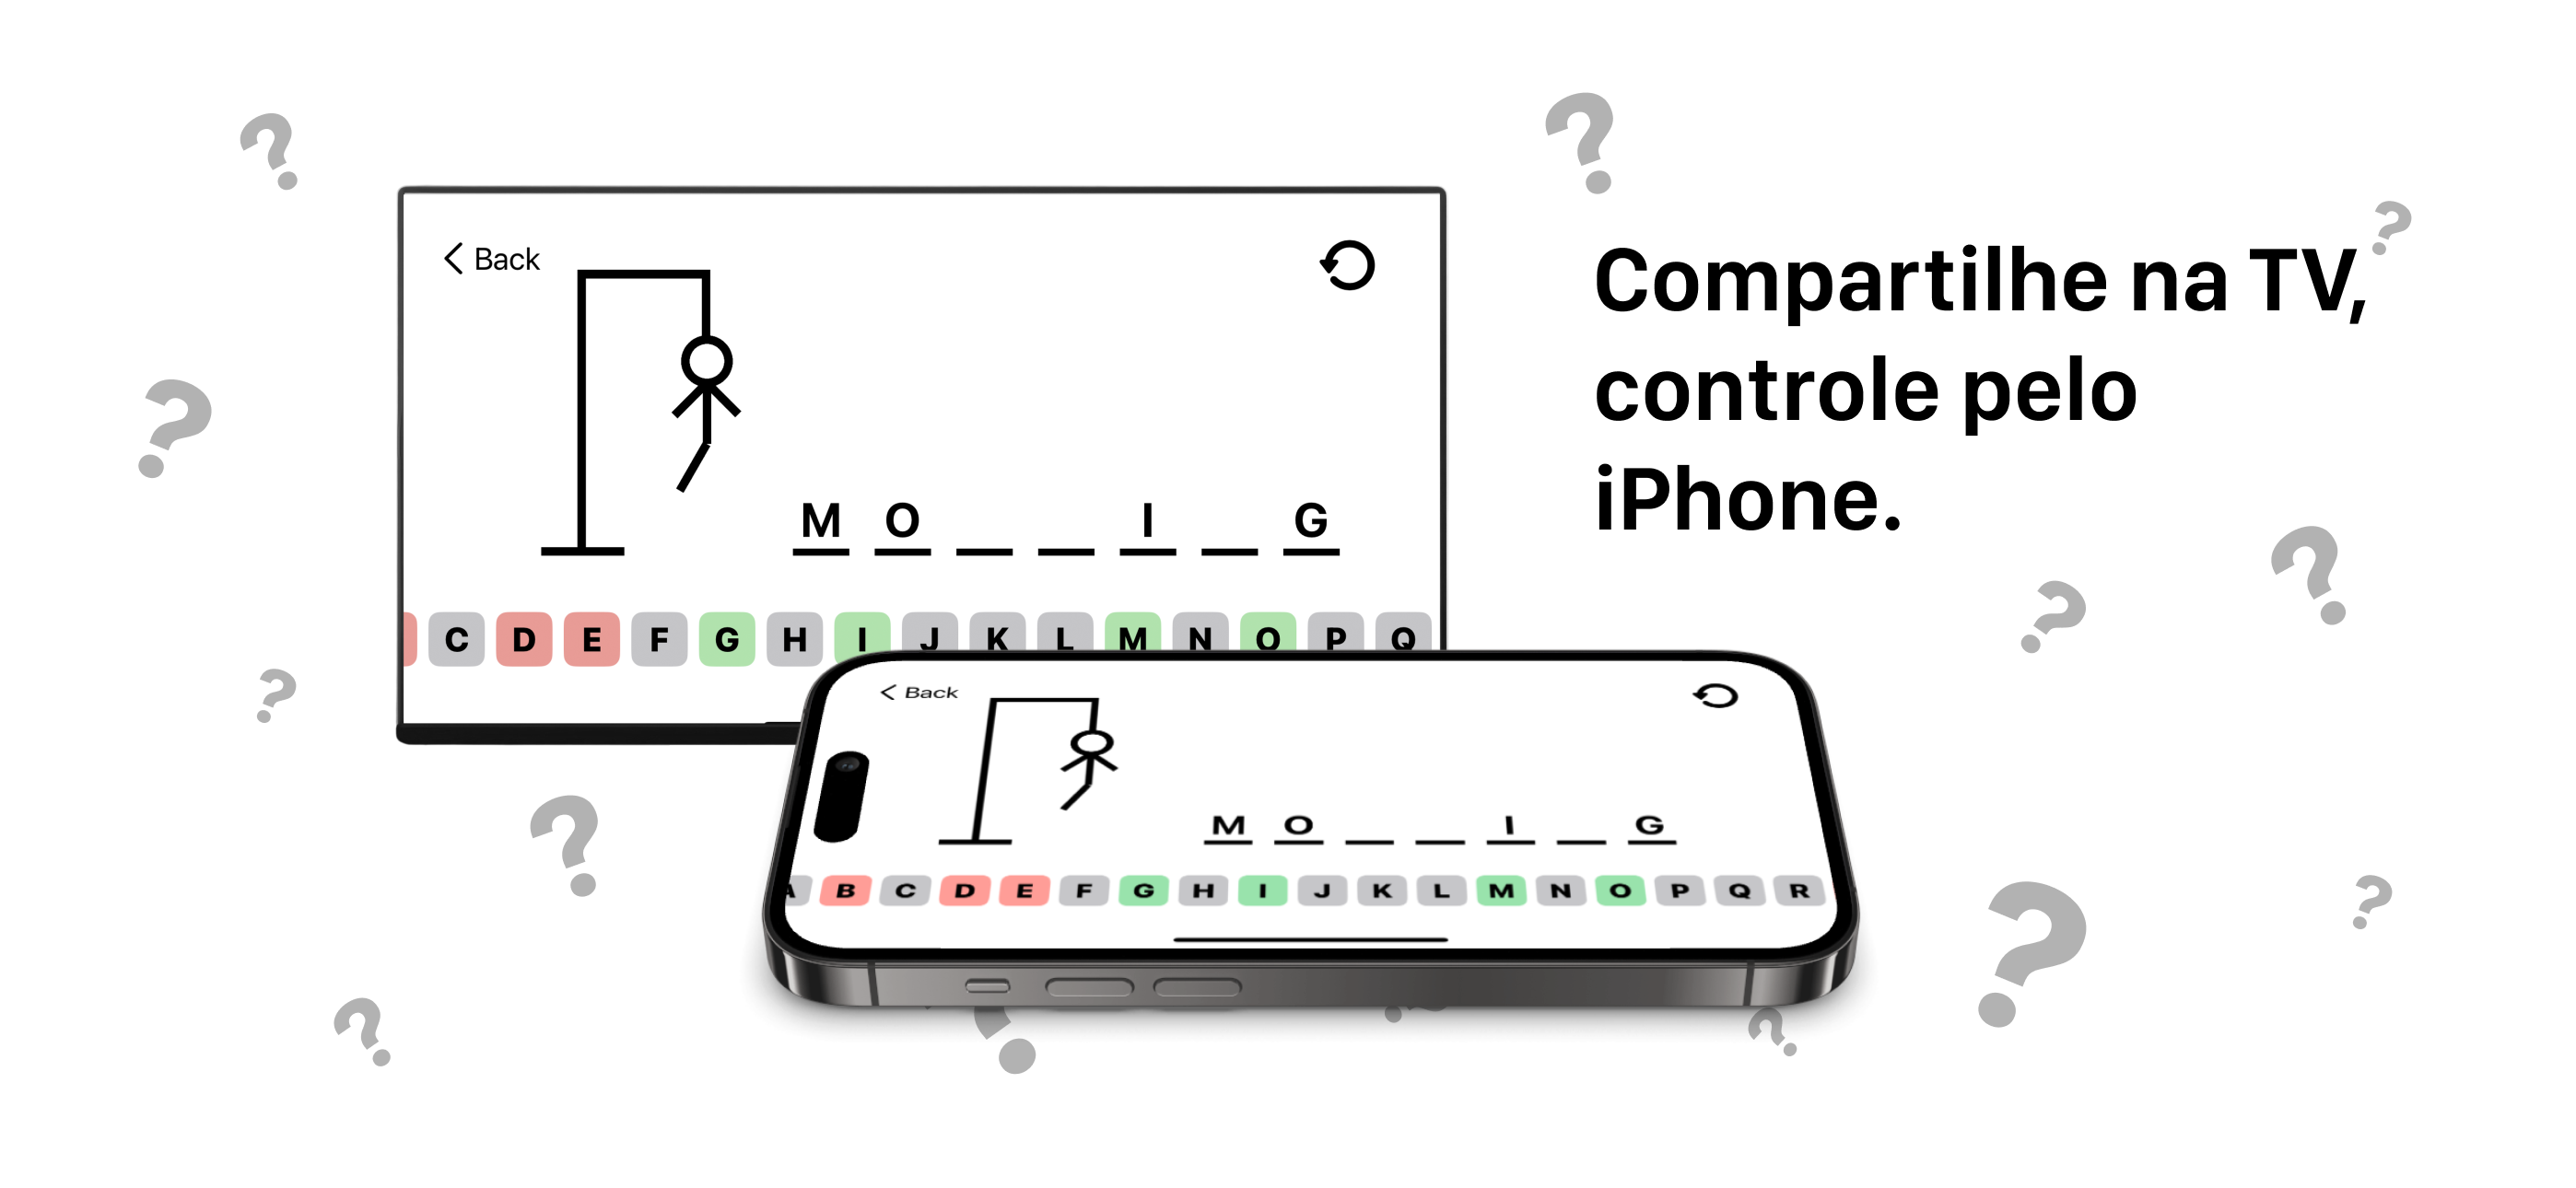 Back
M O _ _ I _ G
C D E F G H I J K L M N O P Q
Compartilhe na TV,
controle pelo
iPhone.
Back
M O _ _ I _ G
A B C D E F G H I J K L M N O P Q R